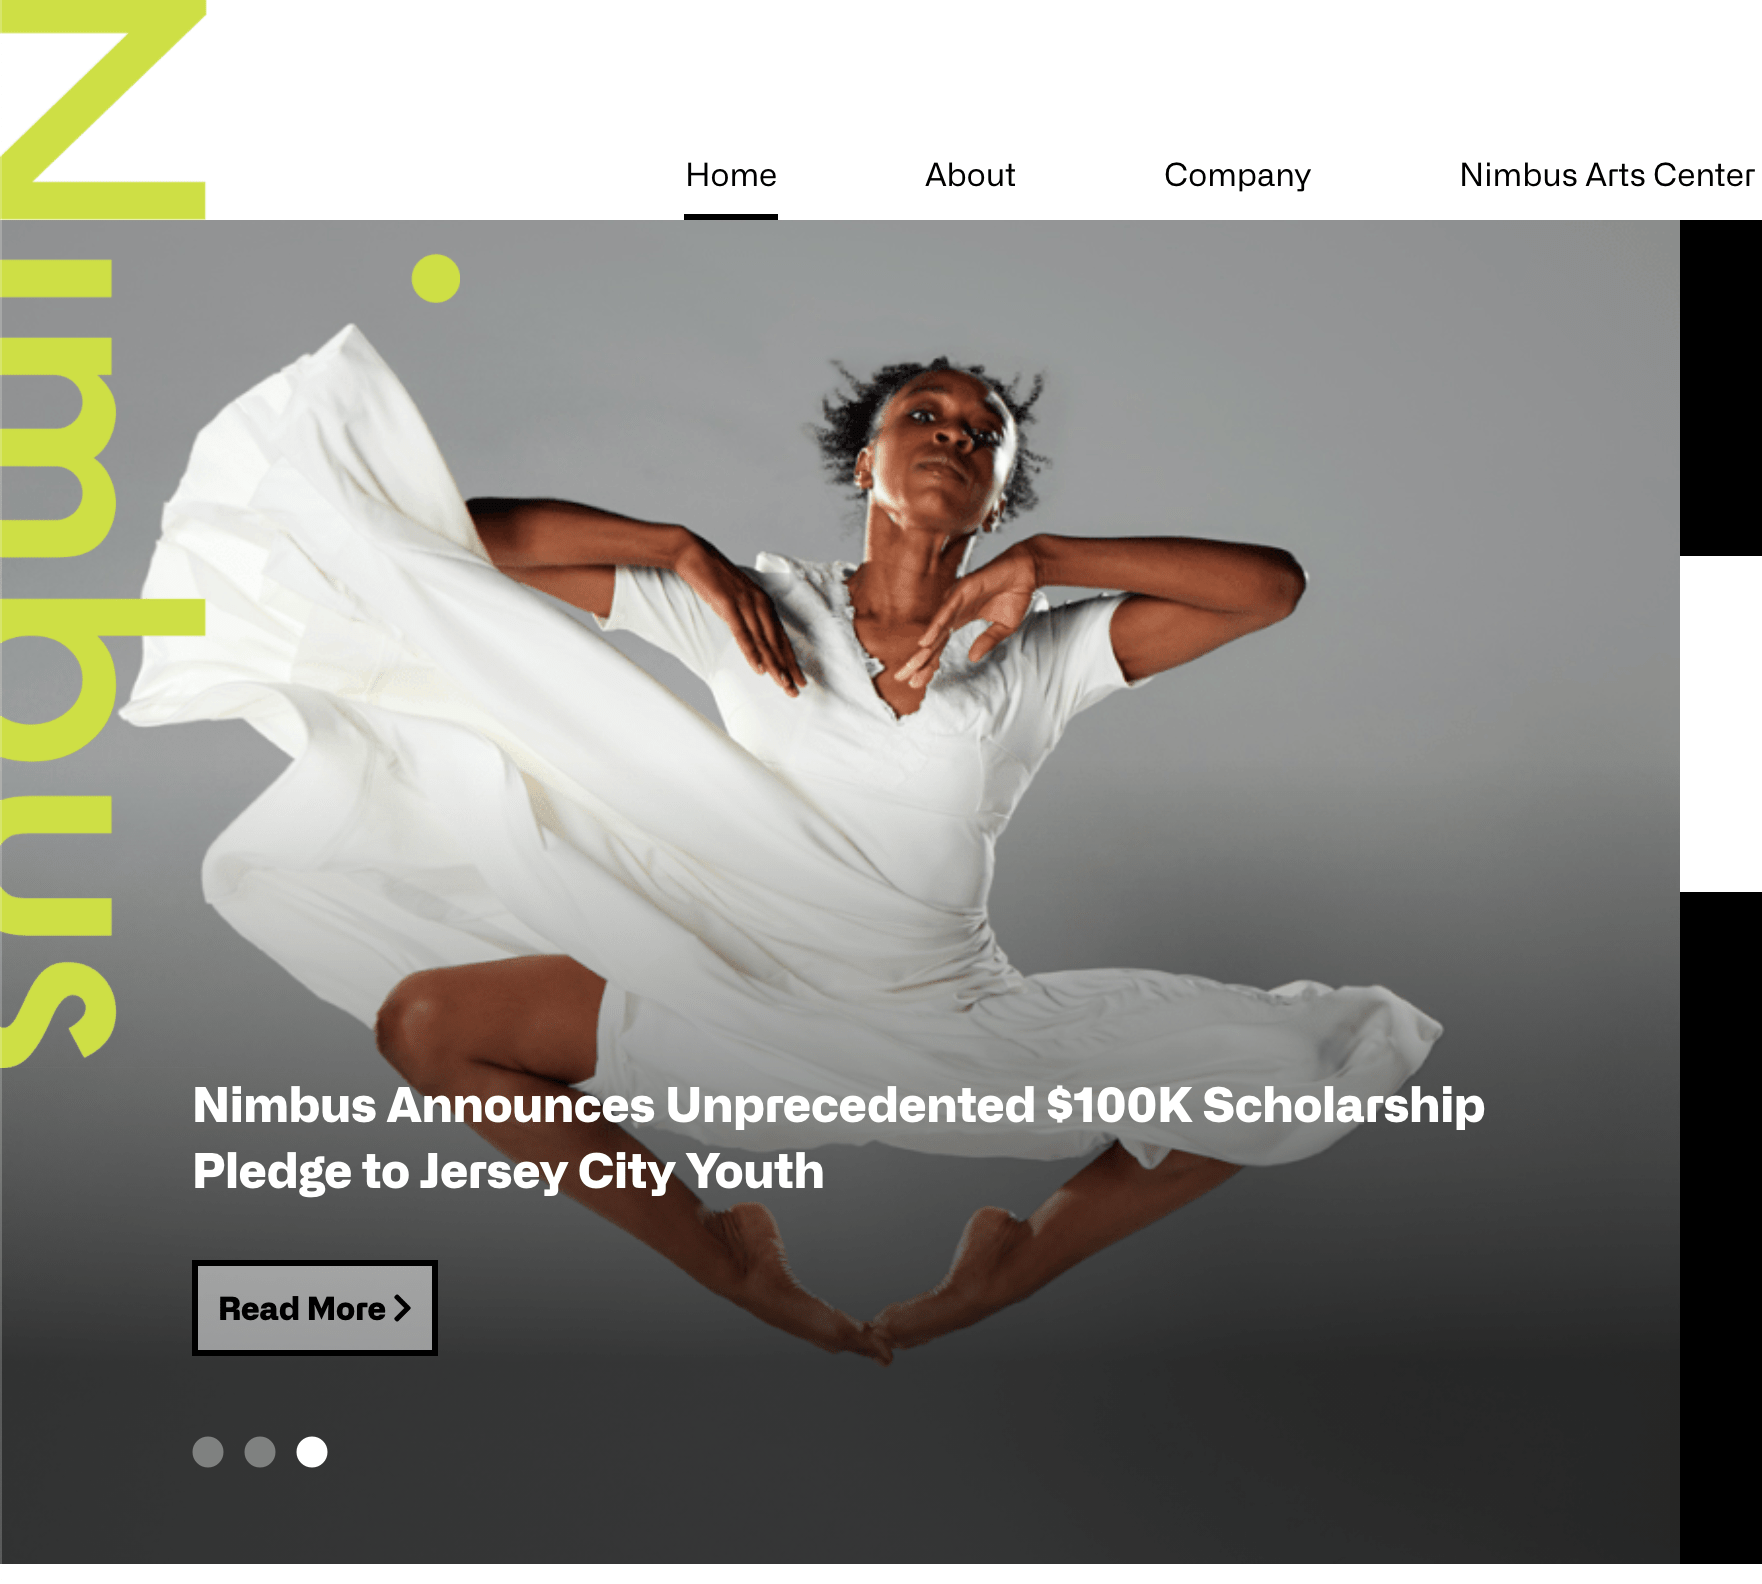 Nimbus
Home About Company Nimbus Arts Center
Nimbus Announces Unprecedented $100K Scholarship
Pledge to Jersey City Youth
Read More